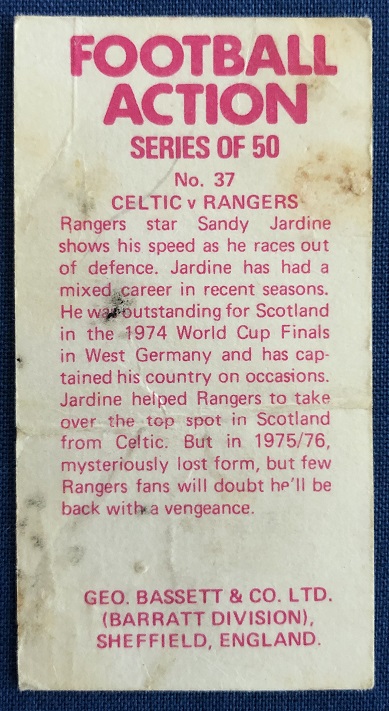 FOOTBALL
ACTION
SERIES OF 50
No. 37
CELTIC v RANGERS
Rangers star Sandy Jardine
shows his speed as he races out
of defence. Jardine has had a
mixed career in recent seasons.
He was outstanding for Scotland
in the 1974 World Cup Finals
in West Germany and has cap-
tained his country on occasions.
Jardine helped Rangers to take
over the top spot in Scotland
from Celtic. But in 1975/76,
mysteriously lost form, but few
Rangers fans will doubt he'll be
back with a vengeance.
GEO. BASSETT & CO. LTD.
(BARRATT DIVISION),
SHEFFIELD, ENGLAND.